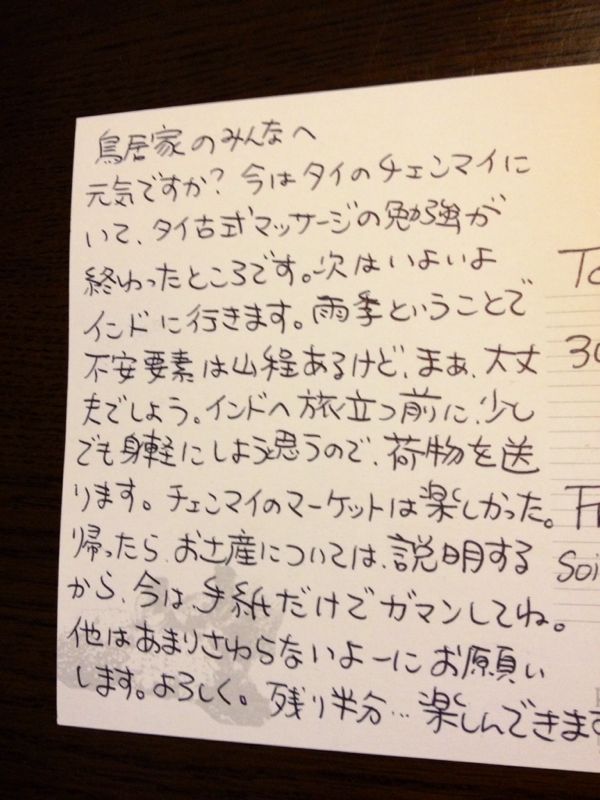 鳥居家のみんなへ
元気ですか?今はタイのチェンマイに
いて、タイ古式マッサージの勉強が
終わったところです。次はいよいよ
インドに行きます。雨季ということで
不安要素は山程あるけど、まぁ、大丈
夫でしょう。インドへ旅立つ前に、少し
でも身軽にしよう思うので、荷物を送
ります。チェンマイのマーケットは楽しかった。
帰ったら、お土産については、説明する
から、今は、手紙だけでガマンしてね。
他はあまりさわらないよーにお願い
します。よろしく。残り半分…楽しんできます
To
30
Fr
Soi